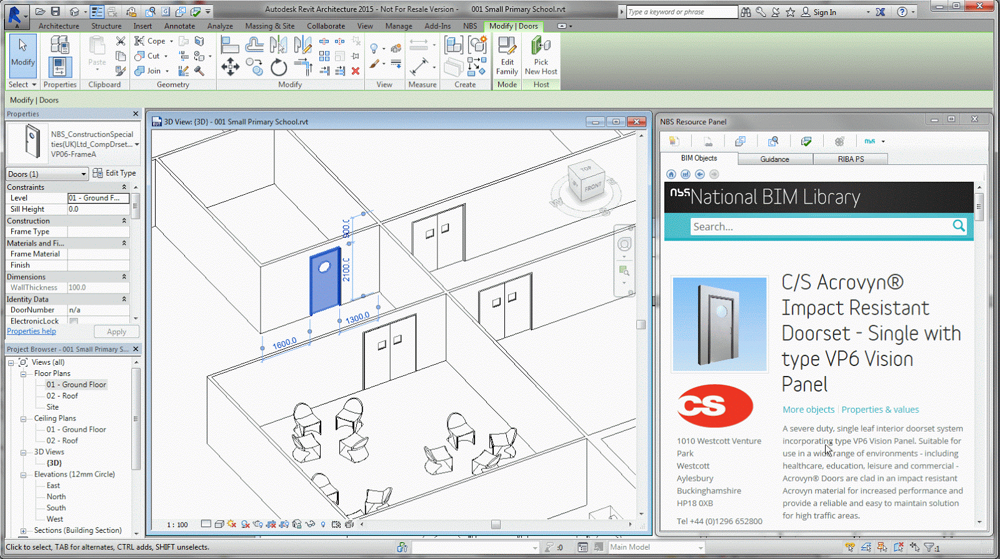 Autodesk Revit Architecture 2015 - Not For Resale Version - 001 Small Primary School.rvt
Type a keyword or phrase
Sign In
Architecture Structure Insert Annotate Analyze Massing & Site Collaborate View Manage Add-Ins NBS Modify | Doors
Modify
Paste
Cope
Cut
Join
Edit Family
Pick New Host
Select Properties Clipboard Geometry Modify View Measure Create Mode Host
Modify | Doors
Properties
NBS_ConstructionSpecial
ties(UK)Ltd_CompDrset...
VP06-FrameA
Doors (1) Edit Type
Constraints
Level 01 - Ground F...
Sill Height 0.0
Construction
Frame Type
Materials and Fi...
Frame Material
Finish
Dimensions
WallThickness 100.0
Identity Data
DoorNumber n/a
ElectronicLock
Properties help Apply
Project Browser - 001 Small Primary S...
Views (all)
Floor Plans
01 - Ground Floor
02 - Roof
Site
Ceiling Plans
01 - Ground Floor
02 - Roof
3D Views
{3D}
Elevations (12mm Circle)
East
North
South
West
Sections (Building Section)
3D View: {3D} - 001 Small Primary School.rvt
TOP
FRONT
W
S
2100.0
1300.0
1600.0
1 : 100
NBS Resource Panel
nbs
BIM Objects Guidance RIBA PS
nbs National BIM Library
Search...
C/S Acrovyn®
Impact Resistant
Doorset - Single with
type VP6 Vision
Panel
More objects | Properties & values
A severe duty, single leaf interior doorset system
incorporating type VP6 Vision Panel. Suitable for
use in a wide range of environments - including
healthcare, education, leisure and commercial -
Acrovyn® Doors are clad in an impact resistant
Acrovyn material for increased performance and
provide a reliable and easy to maintain solution
for high traffic areas.
cs
1010 Westcott Venture
Park
Westcott
Aylesbury
Buckinghamshire
HP18 0XB
Tel +44 (0)1296 652800
Click to select, TAB for alternates, CTRL adds, SHIFT unselects.
:0
Main Model
:1